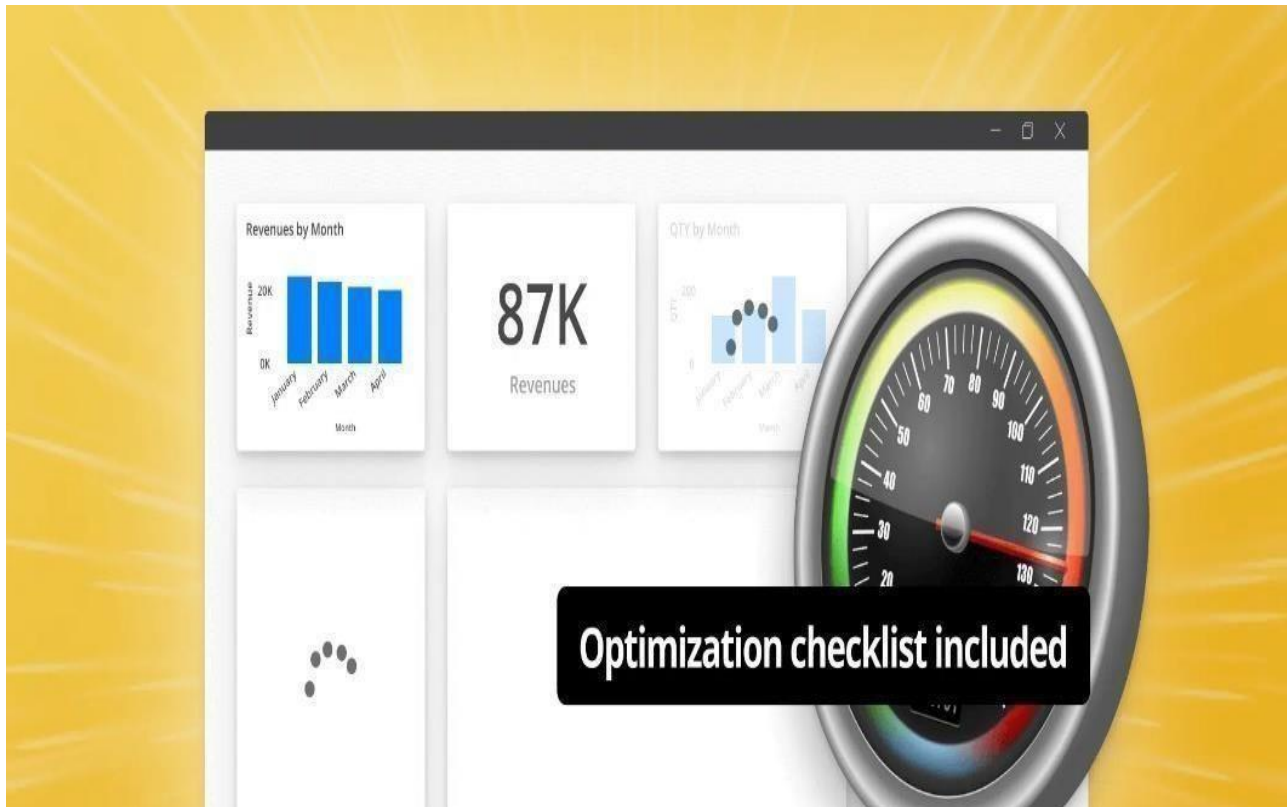 Revenues by Month
Revenue
20K
0K
January
February
March
April
Month
87K
Revenues
QTY by Month
QTY
200
0
January
February
March
April
Month
20
30
40
50
60
70
80
90
100
110
120
130
Optimization checklist included